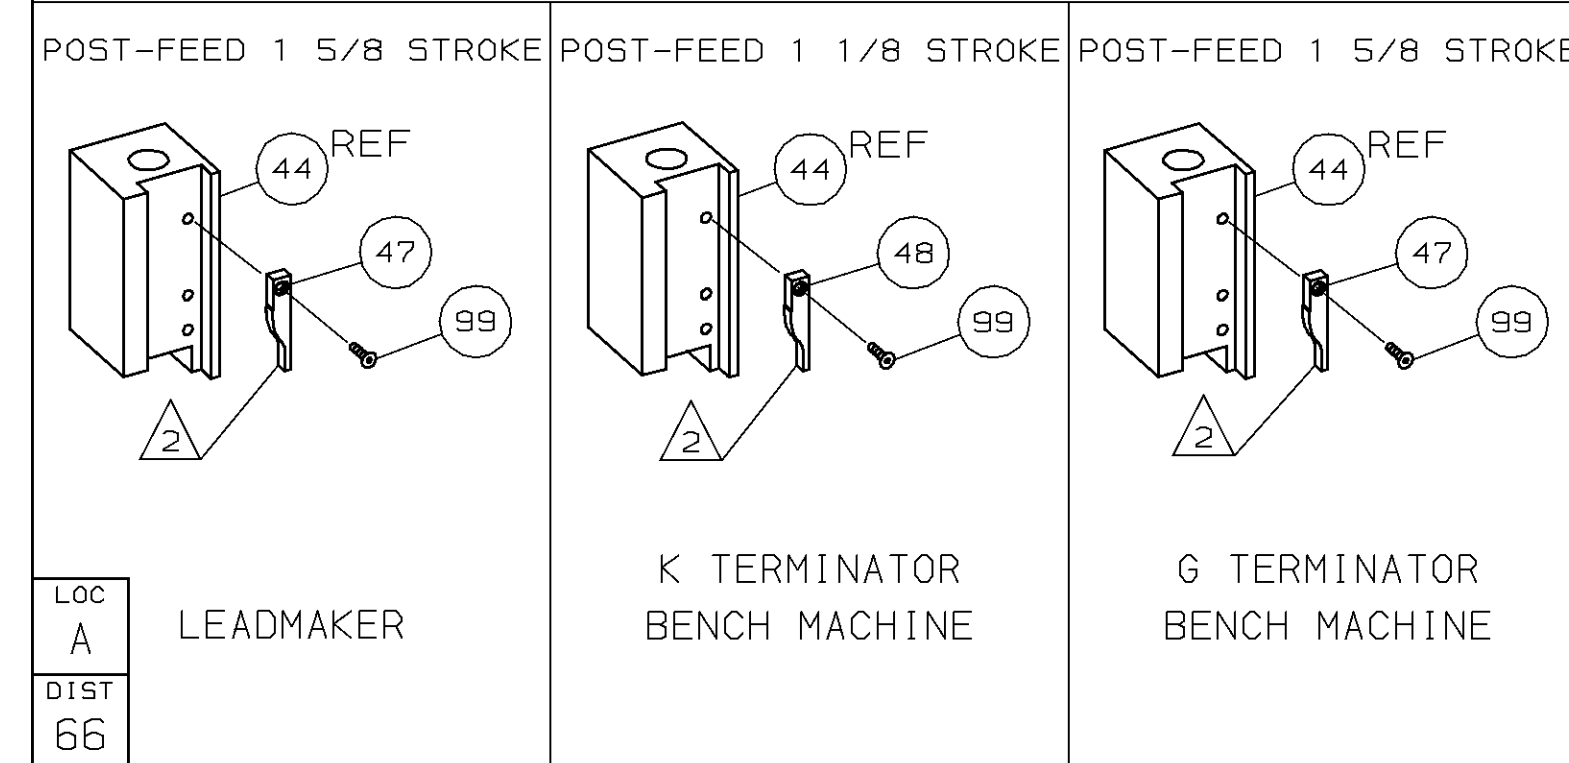 POST-FEED 1 5/8 STROKE
44
REF
47
99
2
LEADMAKER
LOC
A
DIST
66
POST-FEED 1 1/8 STROKE
44
REF
48
99
2
K TERMINATOR
BENCH MACHINE
POST-FEED 1 5/8 STROKE
44
REF
47
99
2
G TERMINATOR
BENCH MACHINE